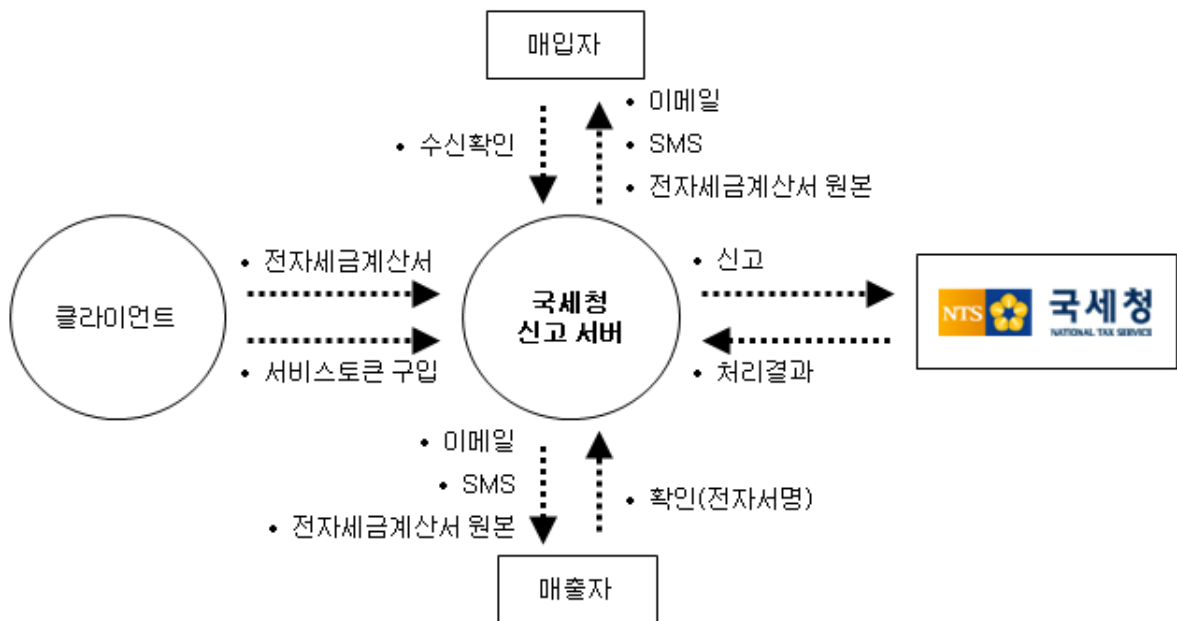 매입자
• 이메일
• 수신확인
• SMS
• 전자세금계산서 원본
• 전자세금계산서
• 신고
클라이언트
국세청
신고 서버
NTS 국세청
NATIONAL TAX SERVICE
• 서비스토큰 구입
• 처리결과
• 이메일
• SMS
• 확인(전자서명)
• 전자세금계산서 원본
매출자